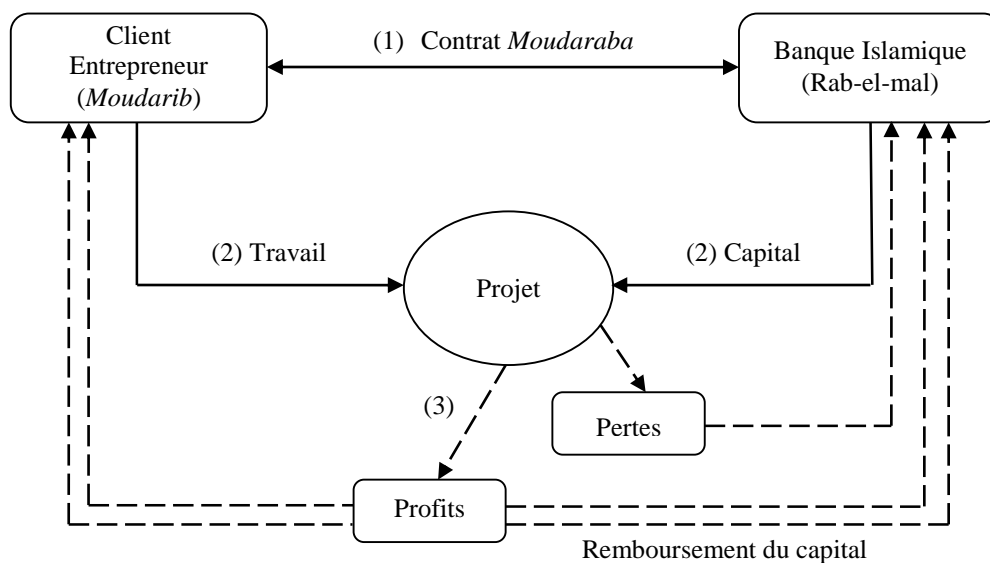 Client
Entrepreneur
(Moudarib)
(1) Contrat Moudaraba
Banque Islamique
(Rab-el-mal)
(2) Travail
(2) Capital
Projet
(3)
Pertes
Profits
Remboursement du capital